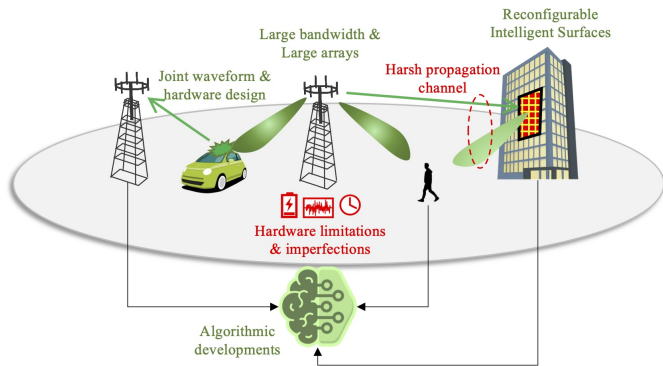 Reconfigurable
Intelligent Surfaces
Large bandwidth &
Large arrays
Joint waveform &
hardware design
Harsh propagation
channel
Hardware limitations
& imperfections
Algorithmic
developments